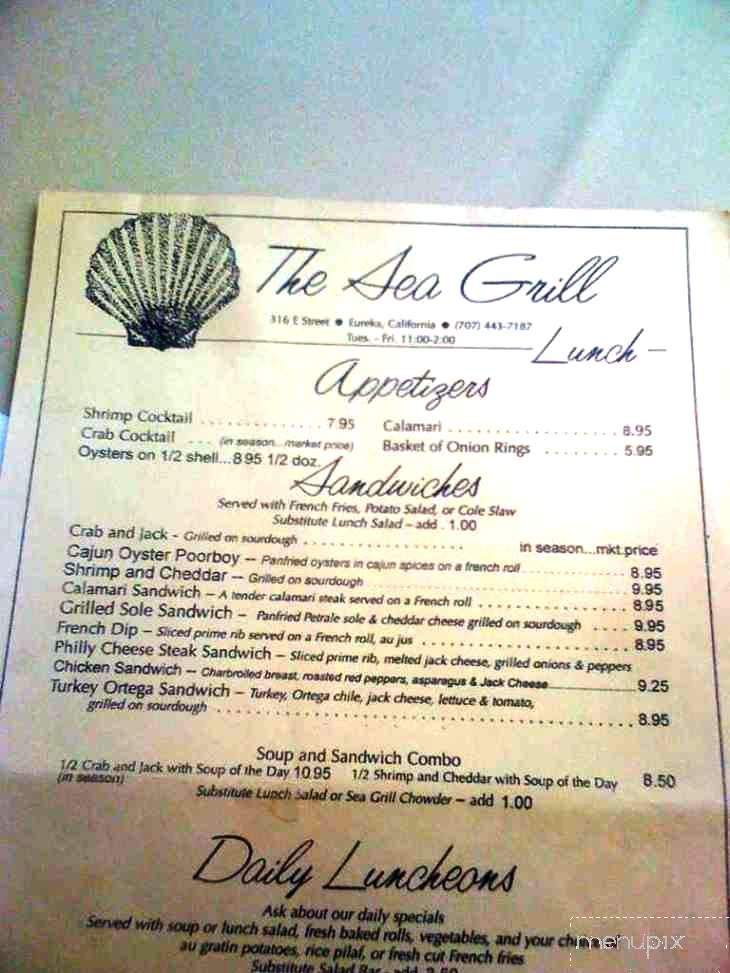 The Sea Grill
316 E Street ● Eureka, California ● (707) 443-7187
Tues. - Fri. 11:00-2:00
Lunch -
Appetizers
Shrimp Cocktail . . . . . . . . . . . . . . 7.95 Calamari . . . . . . . . . . . . . . . . . 8.95
Crab Cocktail . . . (in season...market price) Basket of Onion Rings . . . . . . . . 5.95
Oysters on 1/2 shell...8.95 1/2 doz.
Sandwiches
Served with French Fries, Potato Salad, or Cole Slaw
Substitute Lunch Salad – add . 1.00
Crab and Jack - Grilled on sourdough . . . . . . . . . . . . . . . . in season...mkt.price
Cajun Oyster Poorboy – Panfried oysters in cajun spices on a french roll ........ 8.95
Shrimp and Cheddar – Grilled on sourdough ........ 9.95
Calamari Sandwich – A tender calamari steak served on a French roll . . . . . . . . 8.95
Grilled Sole Sandwich – Panfried Petrale sole & cheddar cheese grilled on sourdough . . . . 9.95
French Dip – Sliced prime rib served on a French roll, au jus . . . . . . . . . . . . 8.95
Philly Cheese Steak Sandwich – Sliced prime rib, melted jack cheese, grilled onions & peppers
Chicken Sandwich – Charbroiled breast, roasted red peppers, asparagus & Jack Cheese ........ 9.25
Turkey Ortega Sandwich – Turkey, Ortega chile, jack cheese, lettuce & tomato,
grilled on sourdough . . . . . . . . . . . . . . . . . . . . 8.95
Soup and Sandwich Combo
1/2 Crab and Jack with Soup of the Day 10.95 1/2 Shrimp and Cheddar with Soup of the Day 8.50
(in season)
Substitute Lunch Salad or Sea Grill Chowder – add 1.00
Daily Luncheons
Ask about our daily specials
Served with soup or lunch salad, fresh baked rolls, vegetables, and your
au gratin potatoes, rice pilaf, or fresh cut French fries
Substitute Salad Bar - add
menupix